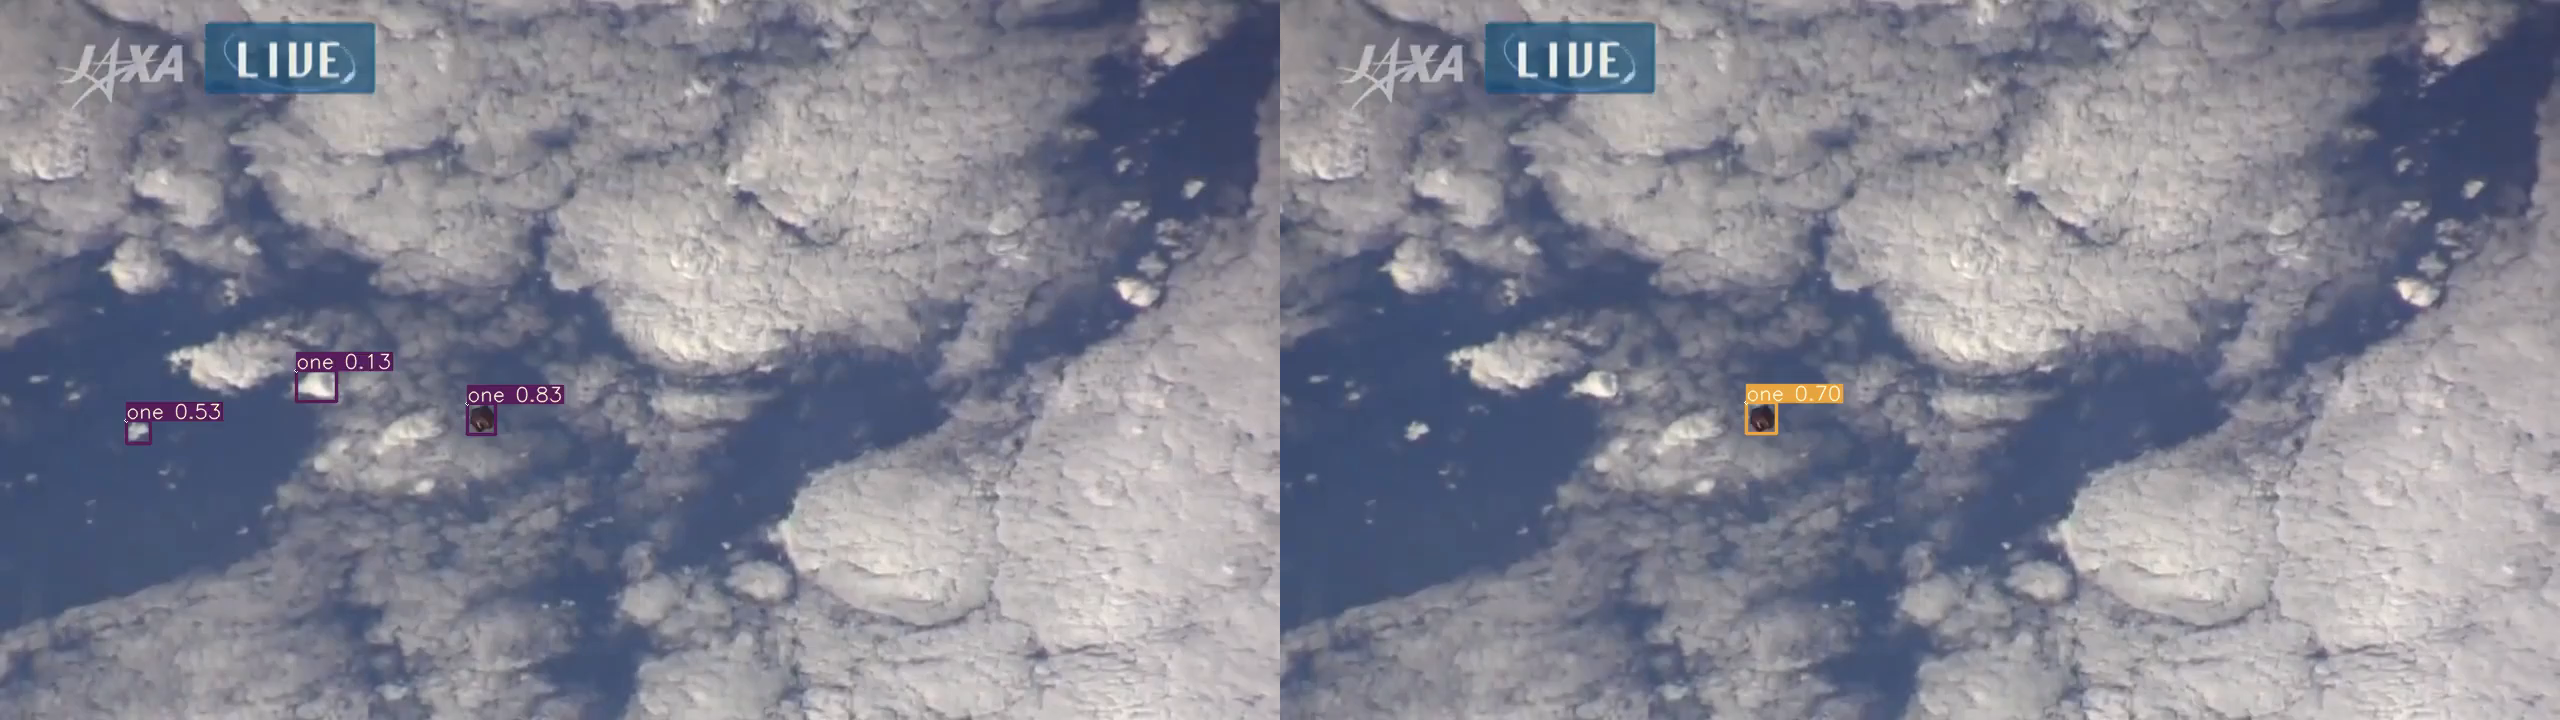 JAXA LIVE
one 0.13
one 0.53
one 0.83
JAXA LIVE
one 0.70